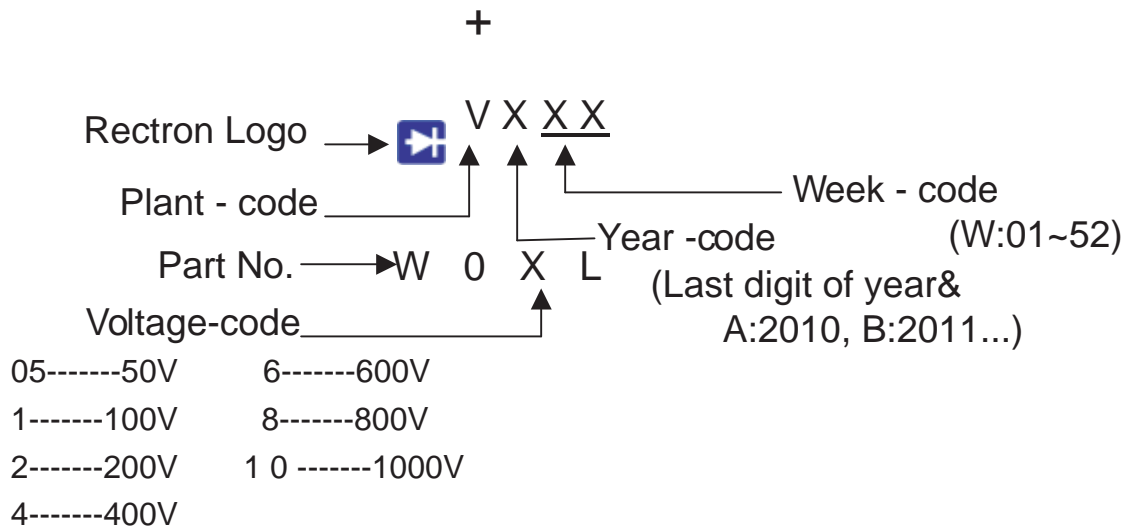 +
Rectron Logo V X X X
Plant - code Week - code
Year -code (W:01~52)
Part No. W 0 X L
(Last digit of year&
Voltage-code A:2010, B:2011...)
05-------50V 6-------600V
1-------100V 8-------800V
2-------200V 1 0 -------1000V
4-------400V